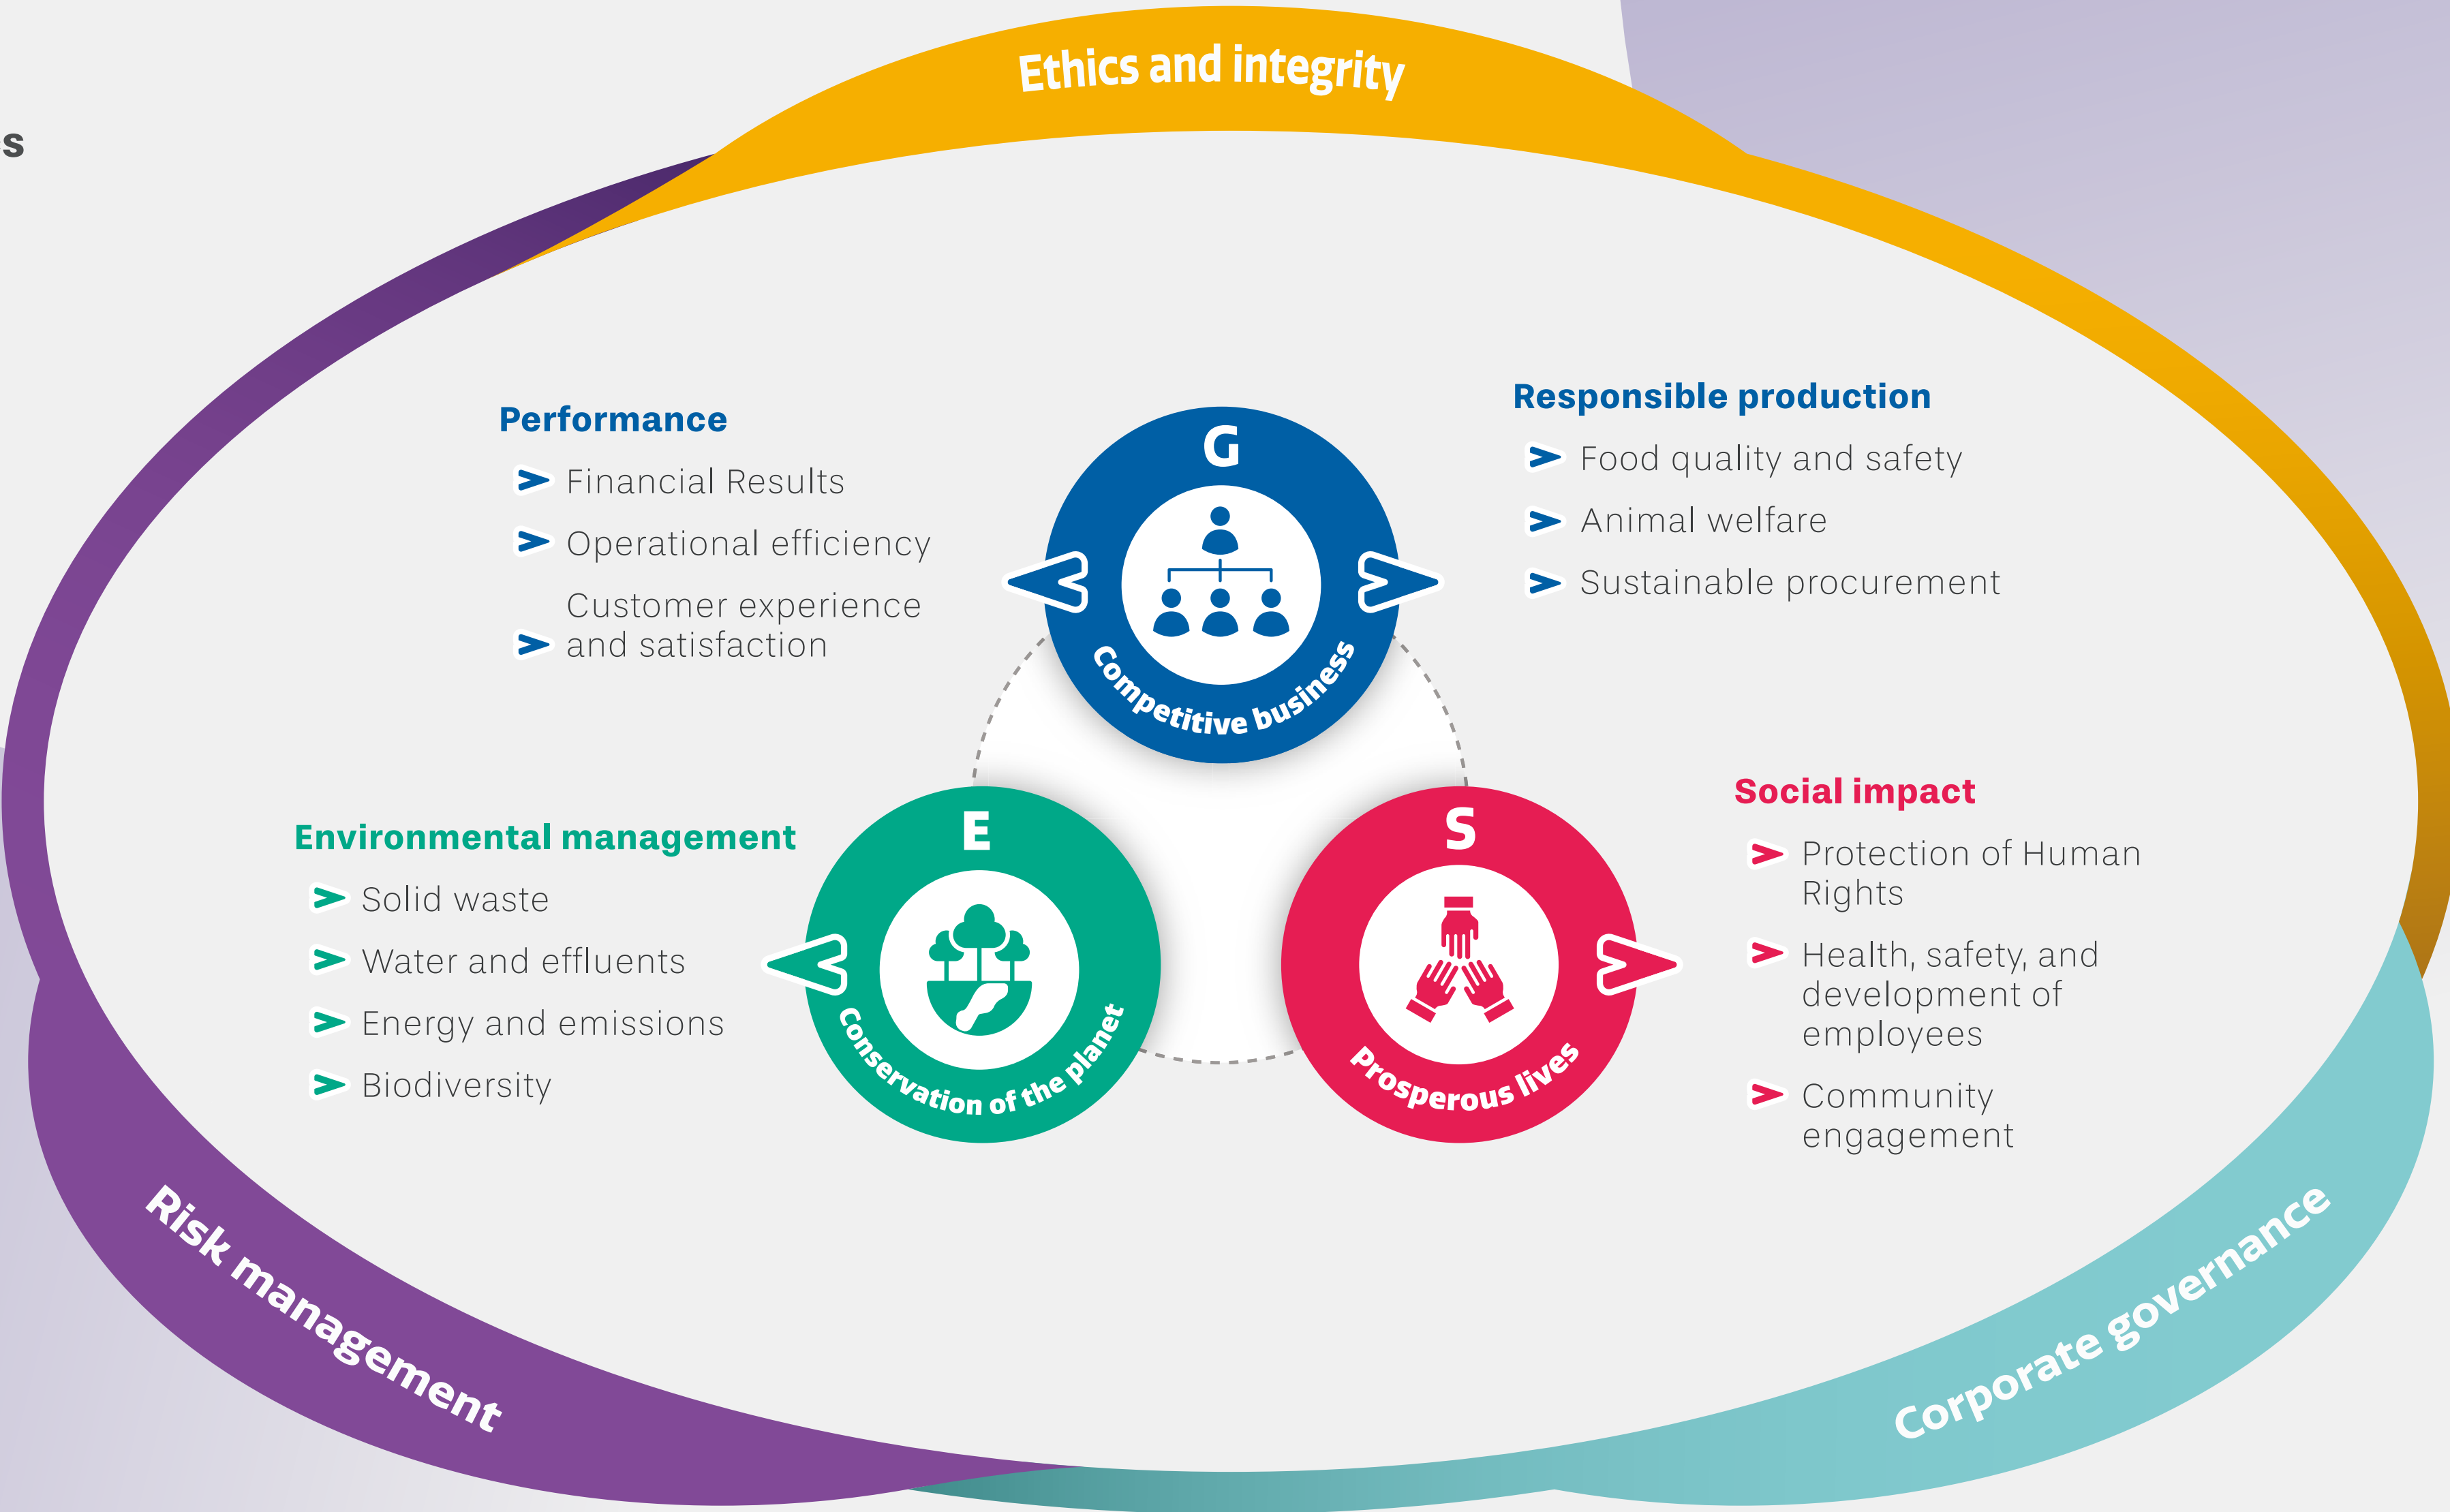 Ethics and integrity
s
Performance
Financial Results
Operational efficiency
Customer experience
and satisfaction
G
Competitive business
Responsible production
Food quality and safety
Animal welfare
Sustainable procurement
Environmental management
Solid waste
Water and effluents
Energy and emissions
Biodiversity
E
Conservation of the planet
S
Prosperous lives
Social impact
Protection of Human
Rights
Health, safety, and
development of
employees
Community
engagement
Risk management
Corporate governance